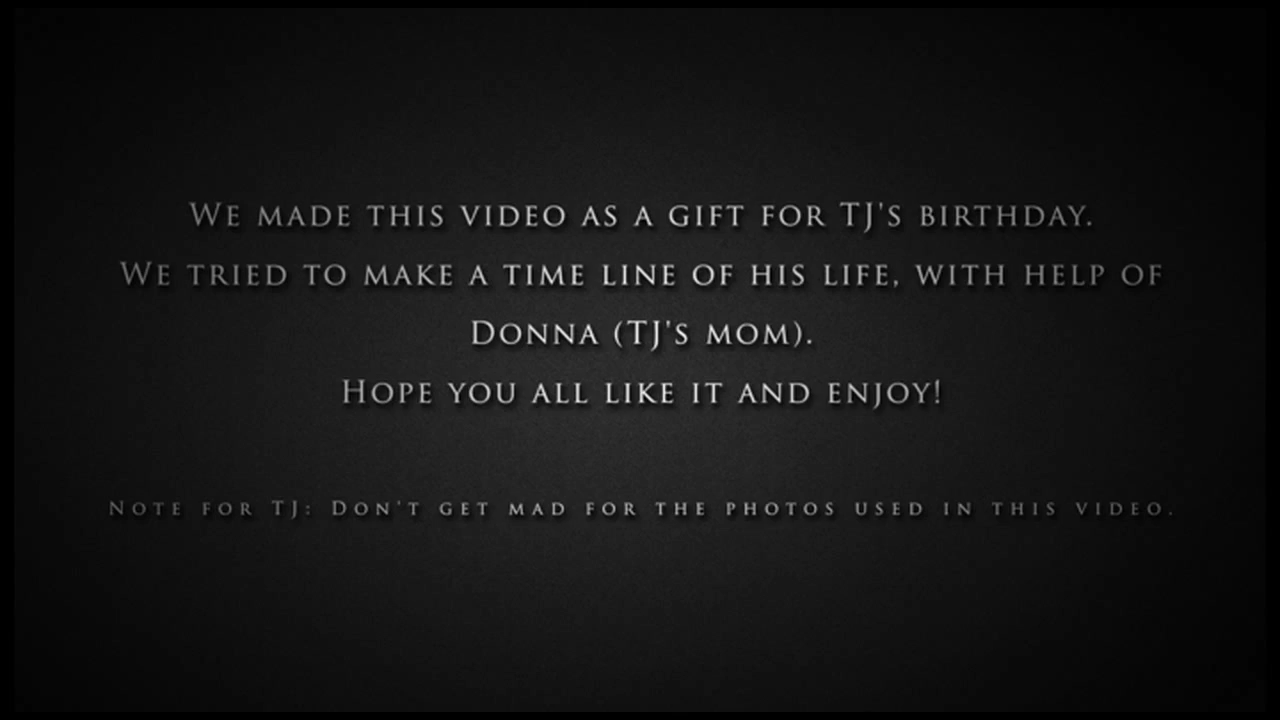 We made this video as a gift for TJ's birthday.
We tried to make a time line of his life, with help of
Donna (TJ's mom).
Hope you all like it and enjoy!
Note for TJ: Don't get mad for the photos used in this video.